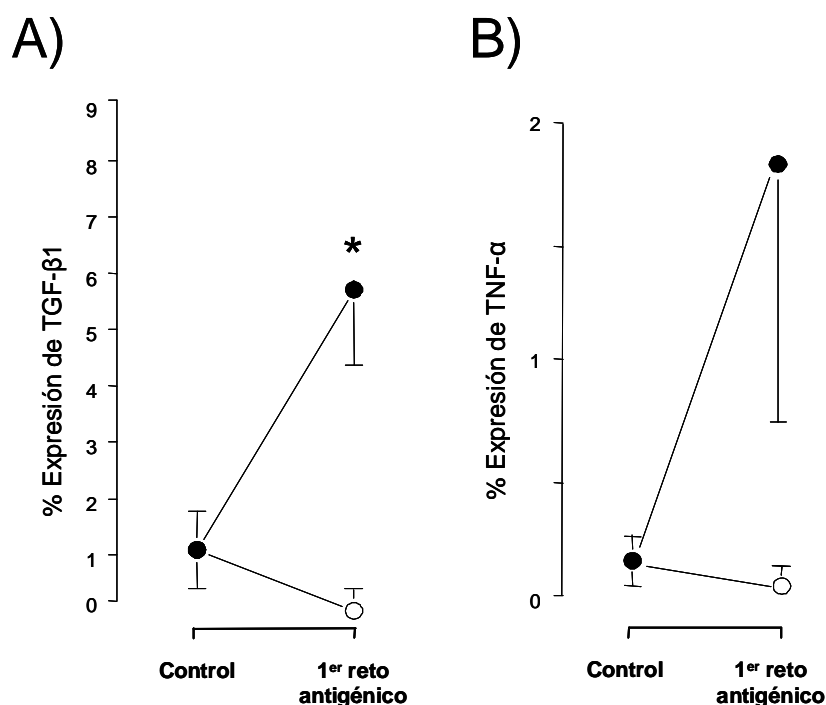 A)
B)
9
8
7
6
5
4
3
2
1
0
% Expresión de TGF-β1
*
Control
1er reto
antigénico
2
1
0
% Expresión de TNF-α
Control
1er reto
antigénico